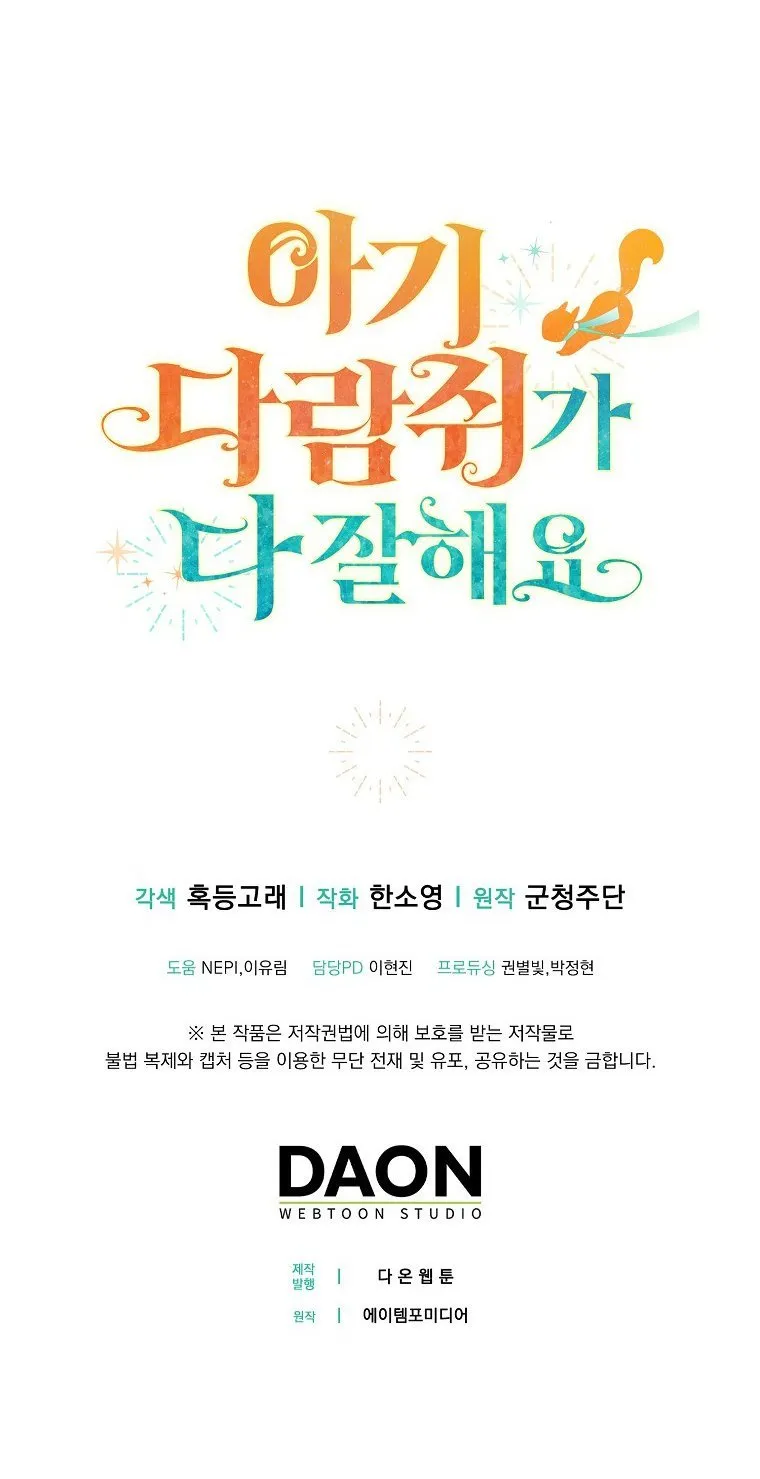 아기
다람쥐가
다 잘해요
각색 혹등고래 | 작화 한소영 | 원작 군청주단
도움 NEPI,이유림 담당PD 이현진 프로듀싱 권별빛,박정현
※ 본 작품은 저작권법에 의해 보호를 받는 저작물로
불법 복제와 캡처 등을 이용한 무단 전재 및 유포, 공유하는 것을 금합니다.
DAON
WEBTOON STUDIO
제작
발행 | 다온웹툰
원작 | 에이템포미디어